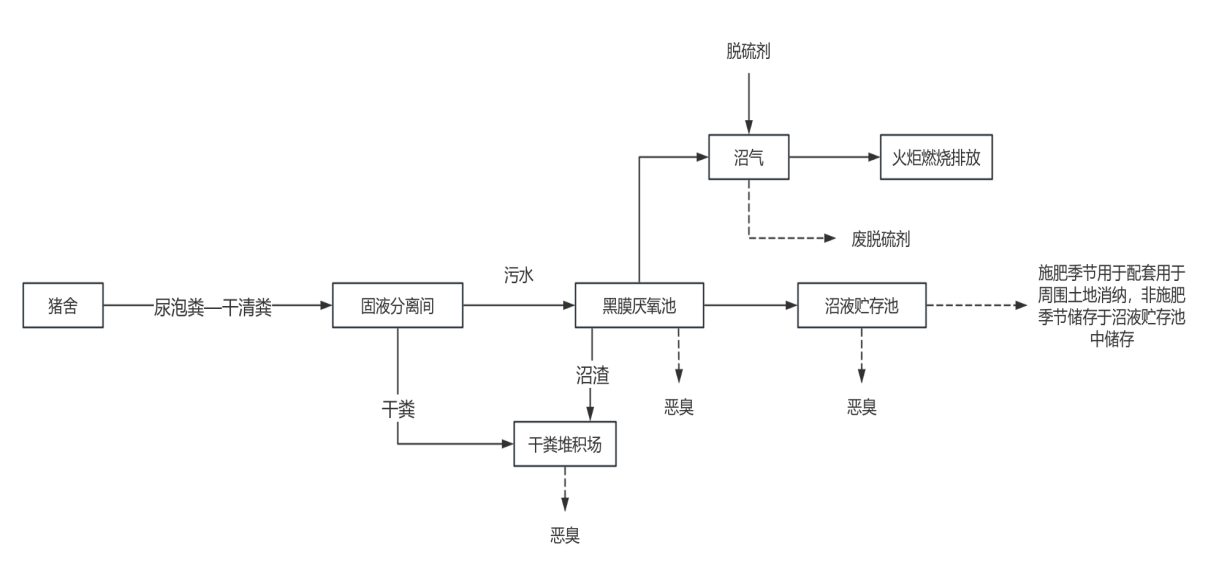 脱硫剂
沼气
火炬燃烧排放
废脱硫剂
猪舍
尿泡粪—干清粪
固液分离间
污水
黑膜厌氧池
沼液贮存池
施肥季节用于配套用于
周围土地消纳，非施肥
季节储存于沼液贮存池
中储存
沼渣
干粪
恶臭
恶臭
干粪堆积场
恶臭